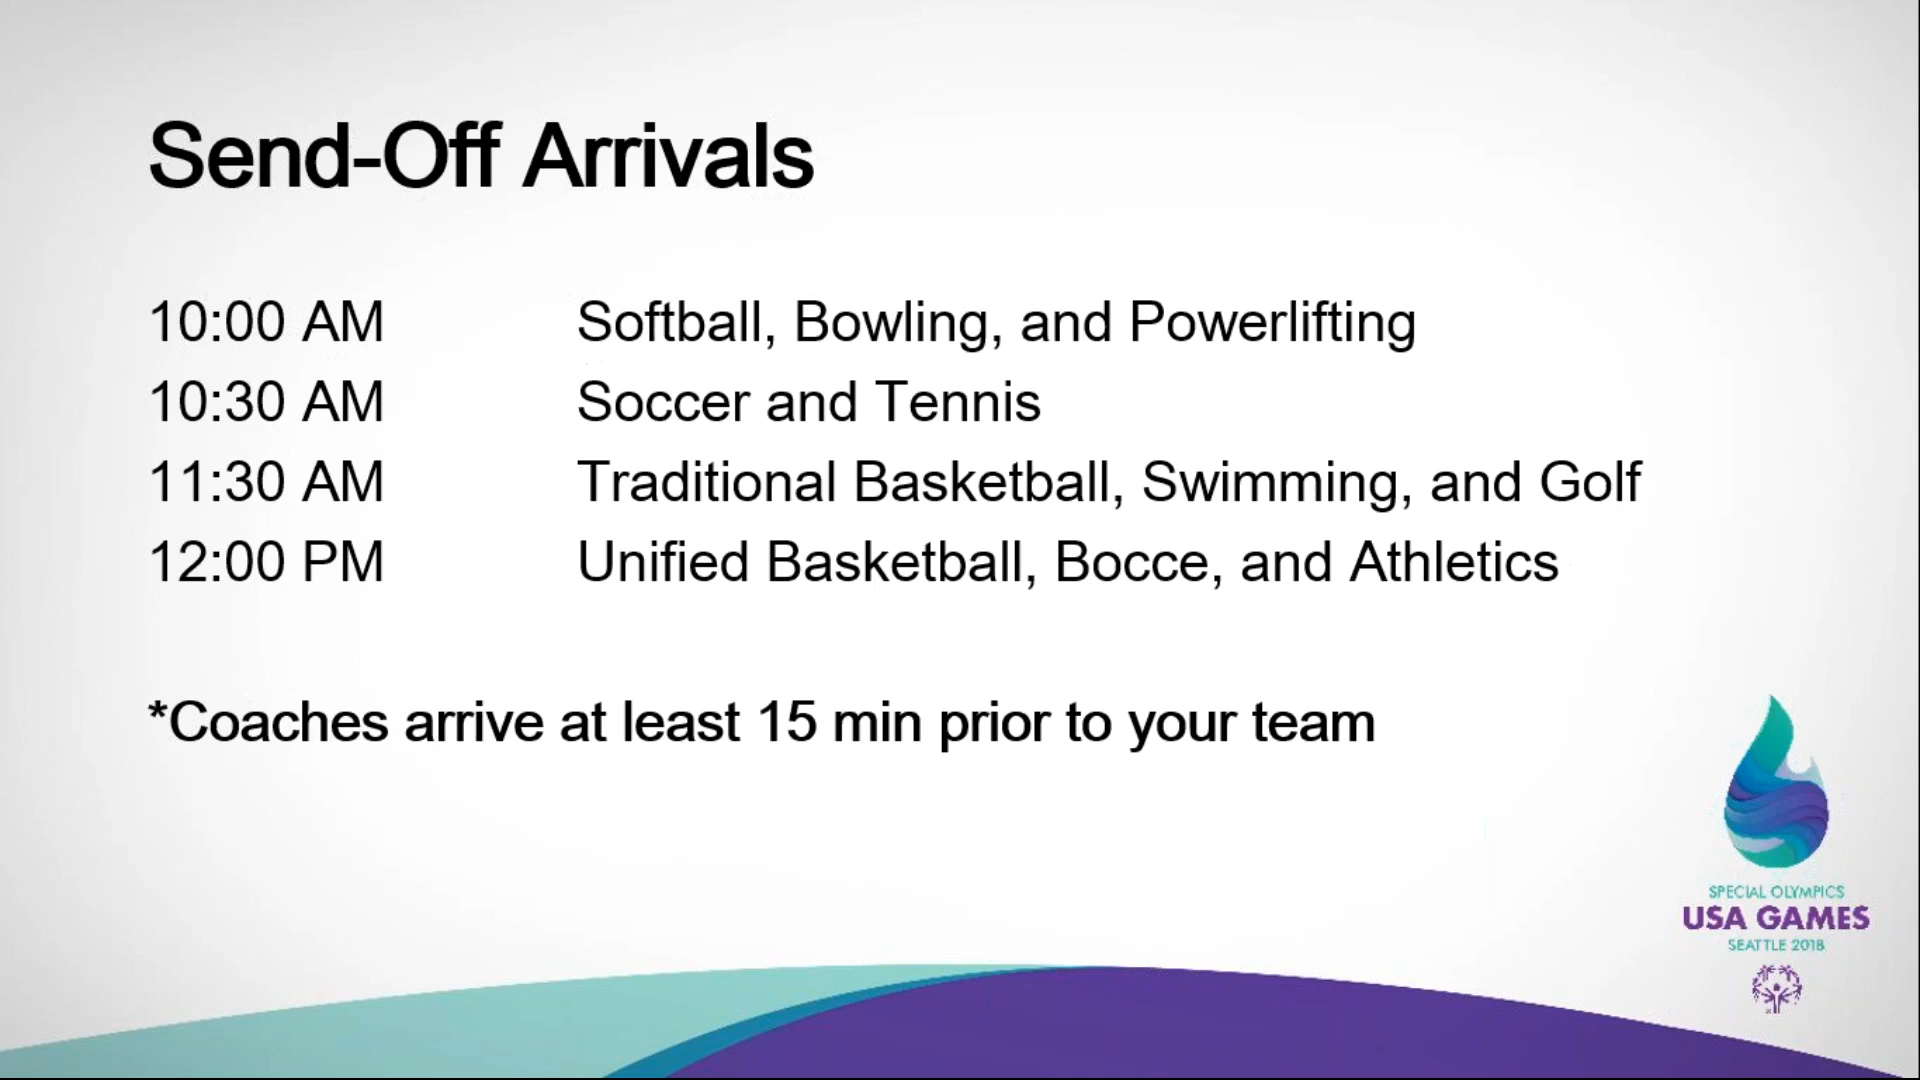 Send-Off Arrivals
10:00 AM Softball, Bowling, and Powerlifting
10:30 AM Soccer and Tennis
11:30 AM Traditional Basketball, Swimming, and Golf
12:00 PM Unified Basketball, Bocce, and Athletics
*Coaches arrive at least 15 min prior to your team
SPECIAL OLYMPICS
USA GAMES
SEATTLE 2018